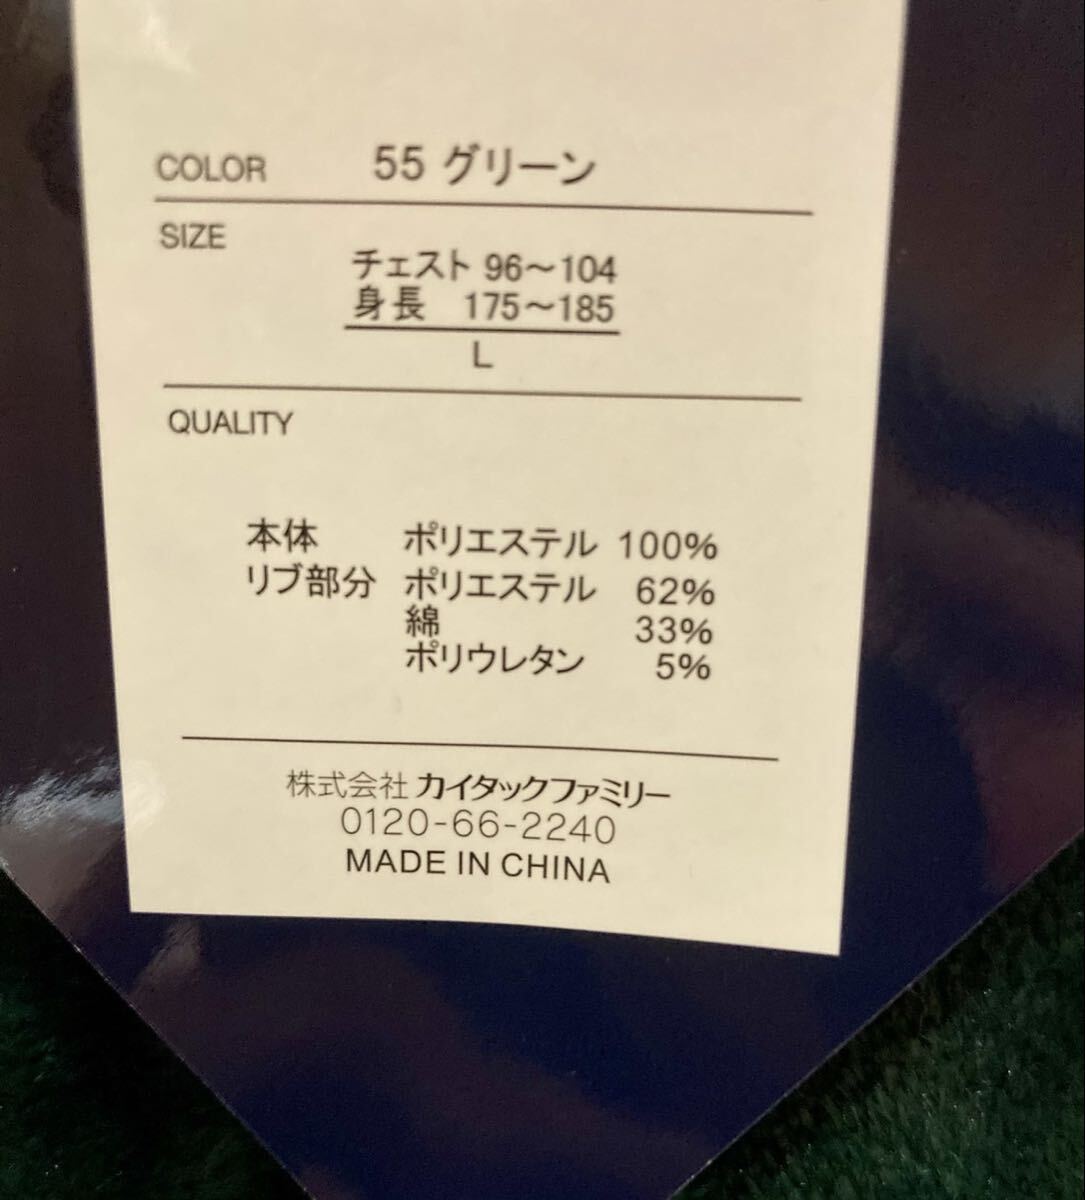 COLOR 55 グリーン
SIZE
チェスト 96～104
身長 175～185
L
QUALITY
本体 ポリエステル 100%
リブ部分 ポリエステル 62%
綿 33%
ポリウレタン 5%
株式会社 カイタックファミリー
0120-66-2240
MADE IN CHINA